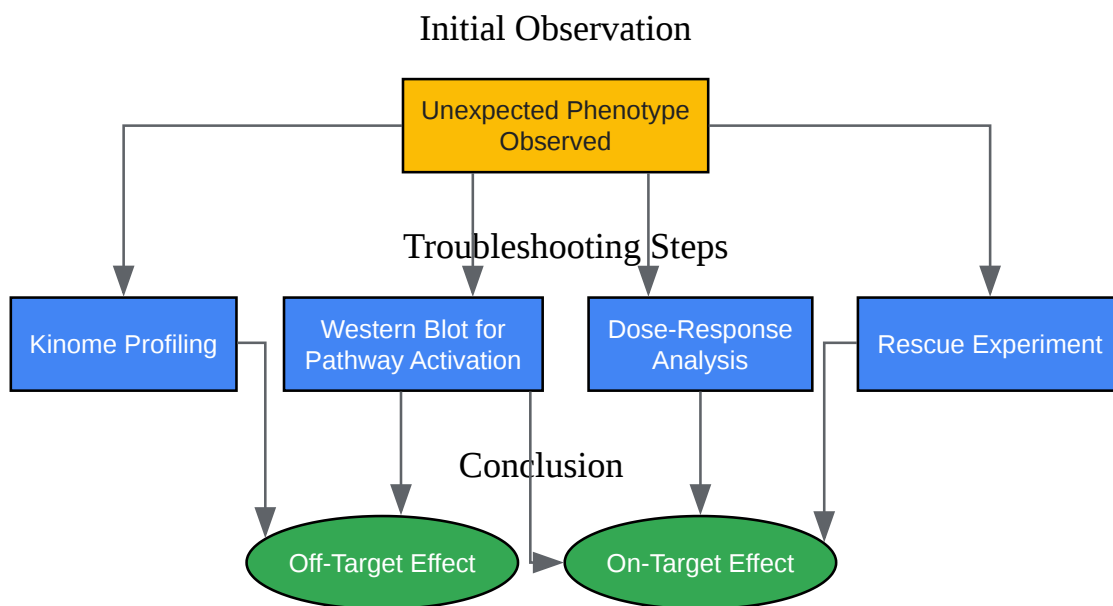 Initial Observation
Unexpected Phenotype
Observed
Troubleshooting Steps
Kinome Profiling
Western Blot for
Pathway Activation
Dose-Response
Analysis
Rescue Experiment
Conclusion
Off-Target Effect
On-Target Effect